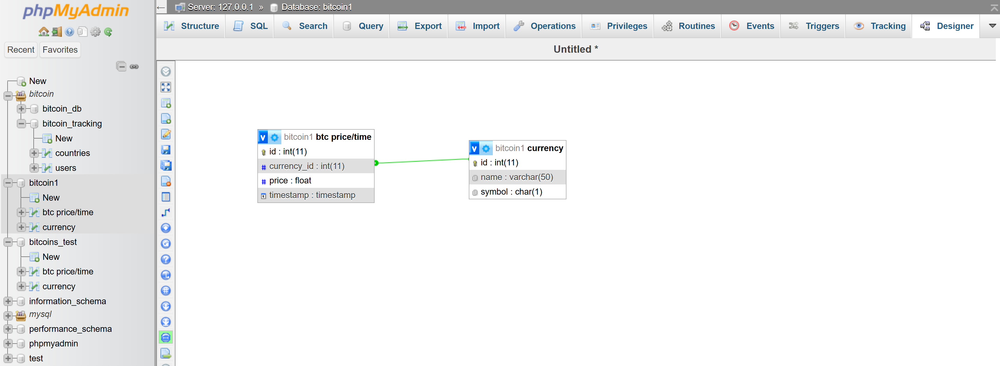 phpMyAdmin
Recent Favorites
New
bitcoin
bitcoin_db
bitcoin_tracking
New
countries
users
bitcoin1
New
btc price/time
currency
bitcoins_test
New
btc price/time
currency
information_schema
mysql
performance_schema
phpmyadmin
test
Server: 127.0.0.1 » Database: bitcoin1
Structure SQL Search Query Export Import Operations Privileges Routines Events Triggers Tracking Designer
Untitled *
v bitcoin1 btc price/time
id : int(11)
# currency_id : int(11)
# price : float
timestamp : timestamp
v bitcoin1 currency
id : int(11)
name : varchar(50)
symbol : char(1)